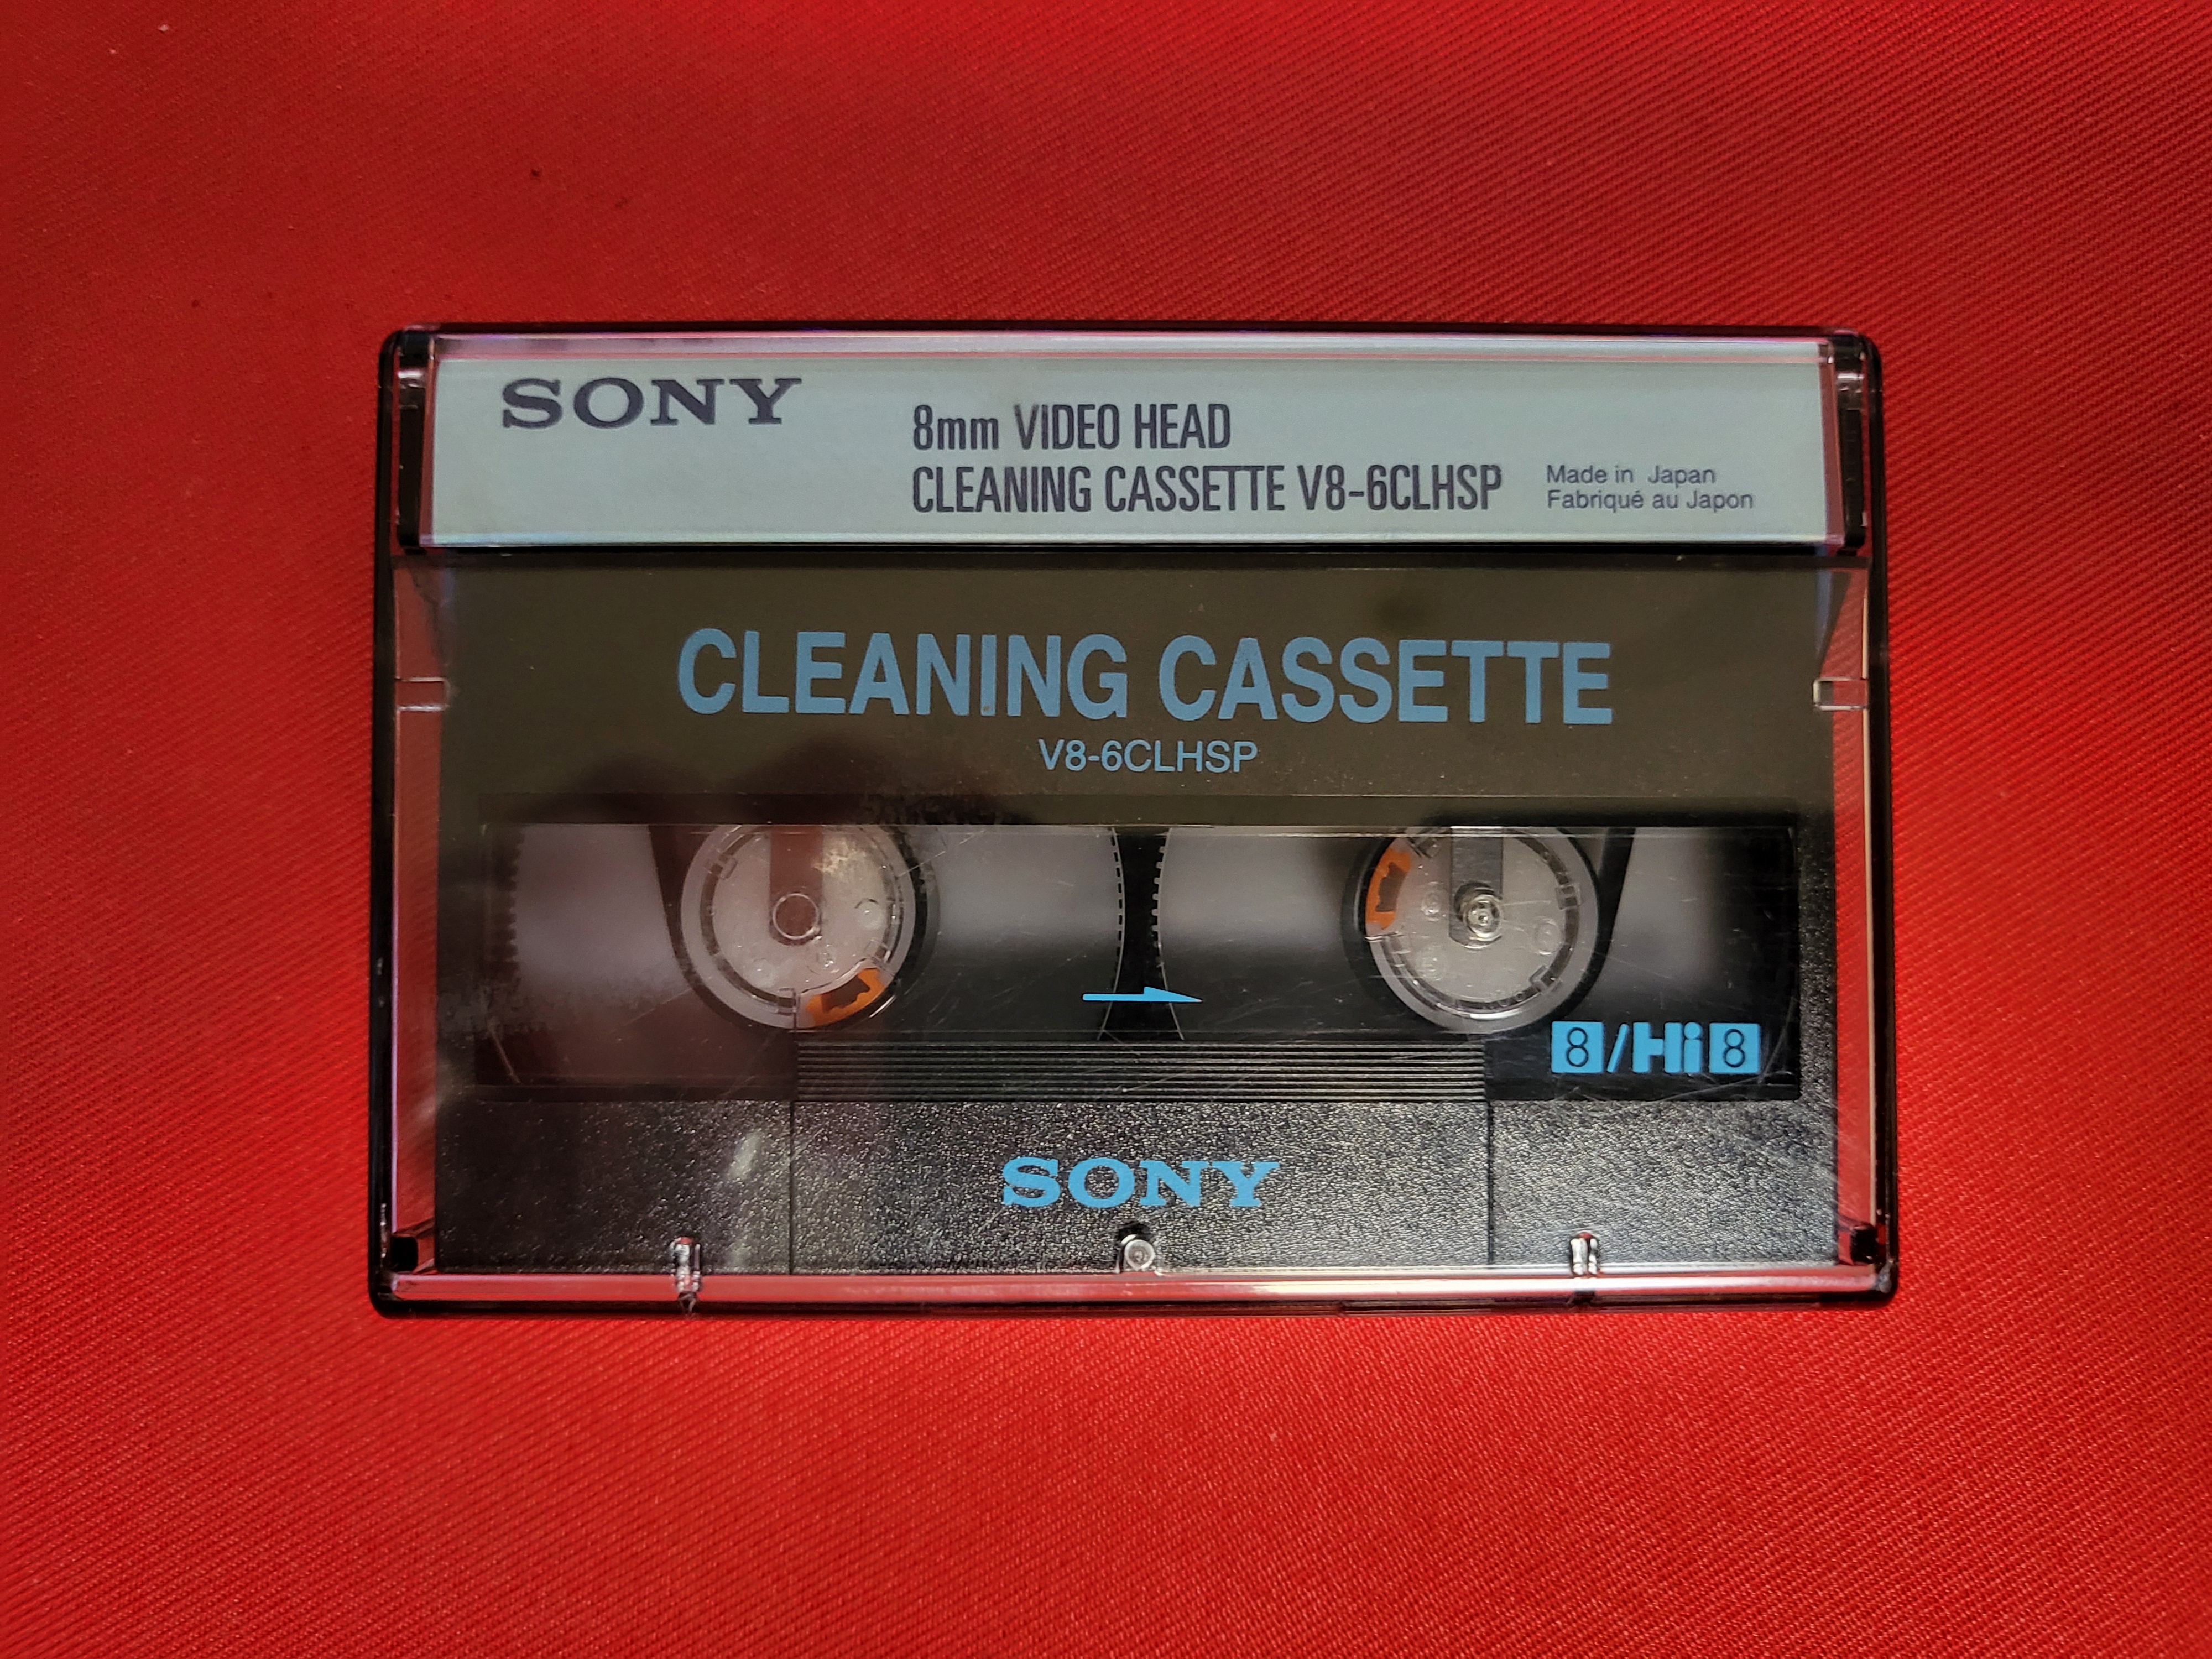 SONY
8mm VIDEO HEAD
CLEANING CASSETTE V8-6CLHSP
Made in Japan
Fabriqué au Japon
CLEANING CASSETTE
V8-6CLHSP
8/Hi8
SONY